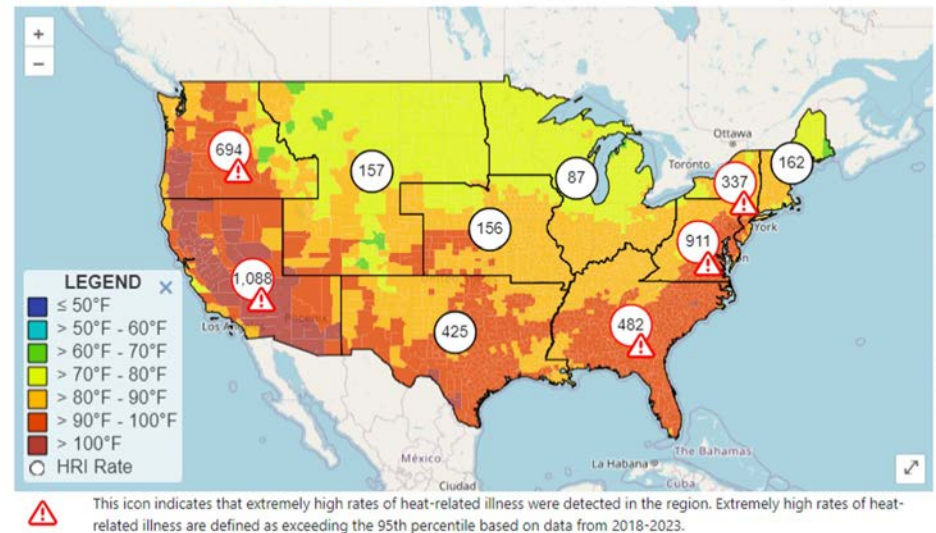 +
−
Ottawa
Toronto
York
694
157
87
162
337
156
911
1,088
425
482
Phoenix
Los A
LEGEND ×
≤ 50°F
> 50°F - 60°F
> 60°F - 70°F
> 70°F - 80°F
> 80°F - 90°F
> 90°F - 100°F
> 100°F
HRI Rate
México
Ciudad
La Habana
The Bahamas
Cuba
This icon indicates that extremely high rates of heat-related illness were detected in the region. Extremely high rates of heat-
related illness are defined as exceeding the 95th percentile based on data from 2018-2023.